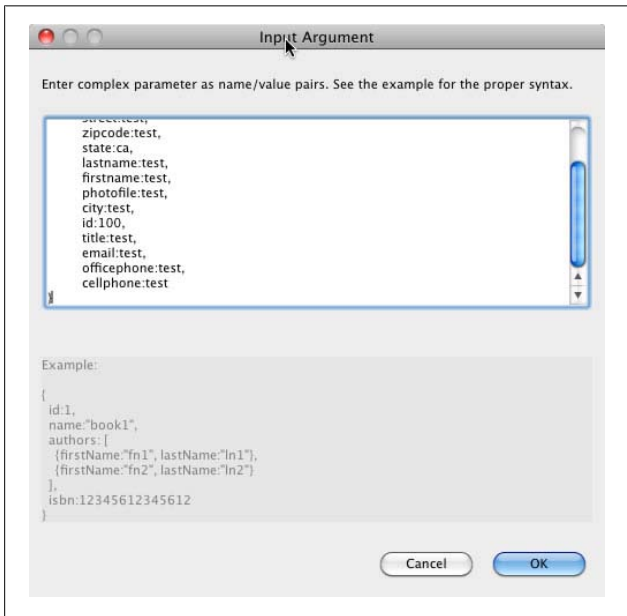 Input Argument
Enter complex parameter as name/value pairs. See the example for the proper syntax.
street:test,
zipcode:test,
state:ca,
lastname:test,
firstname:test,
photofile:test,
city:test,
id:100,
title:test,
email:test,
officephone:test,
cellphone:test
}
Example:
{
id:1,
name:"book1",
authors: [
{firstName:"fn1", lastName:"ln1"},
{firstName:"fn2", lastName:"ln2"}
],
isbn:12345612345612
}
Cancel OK